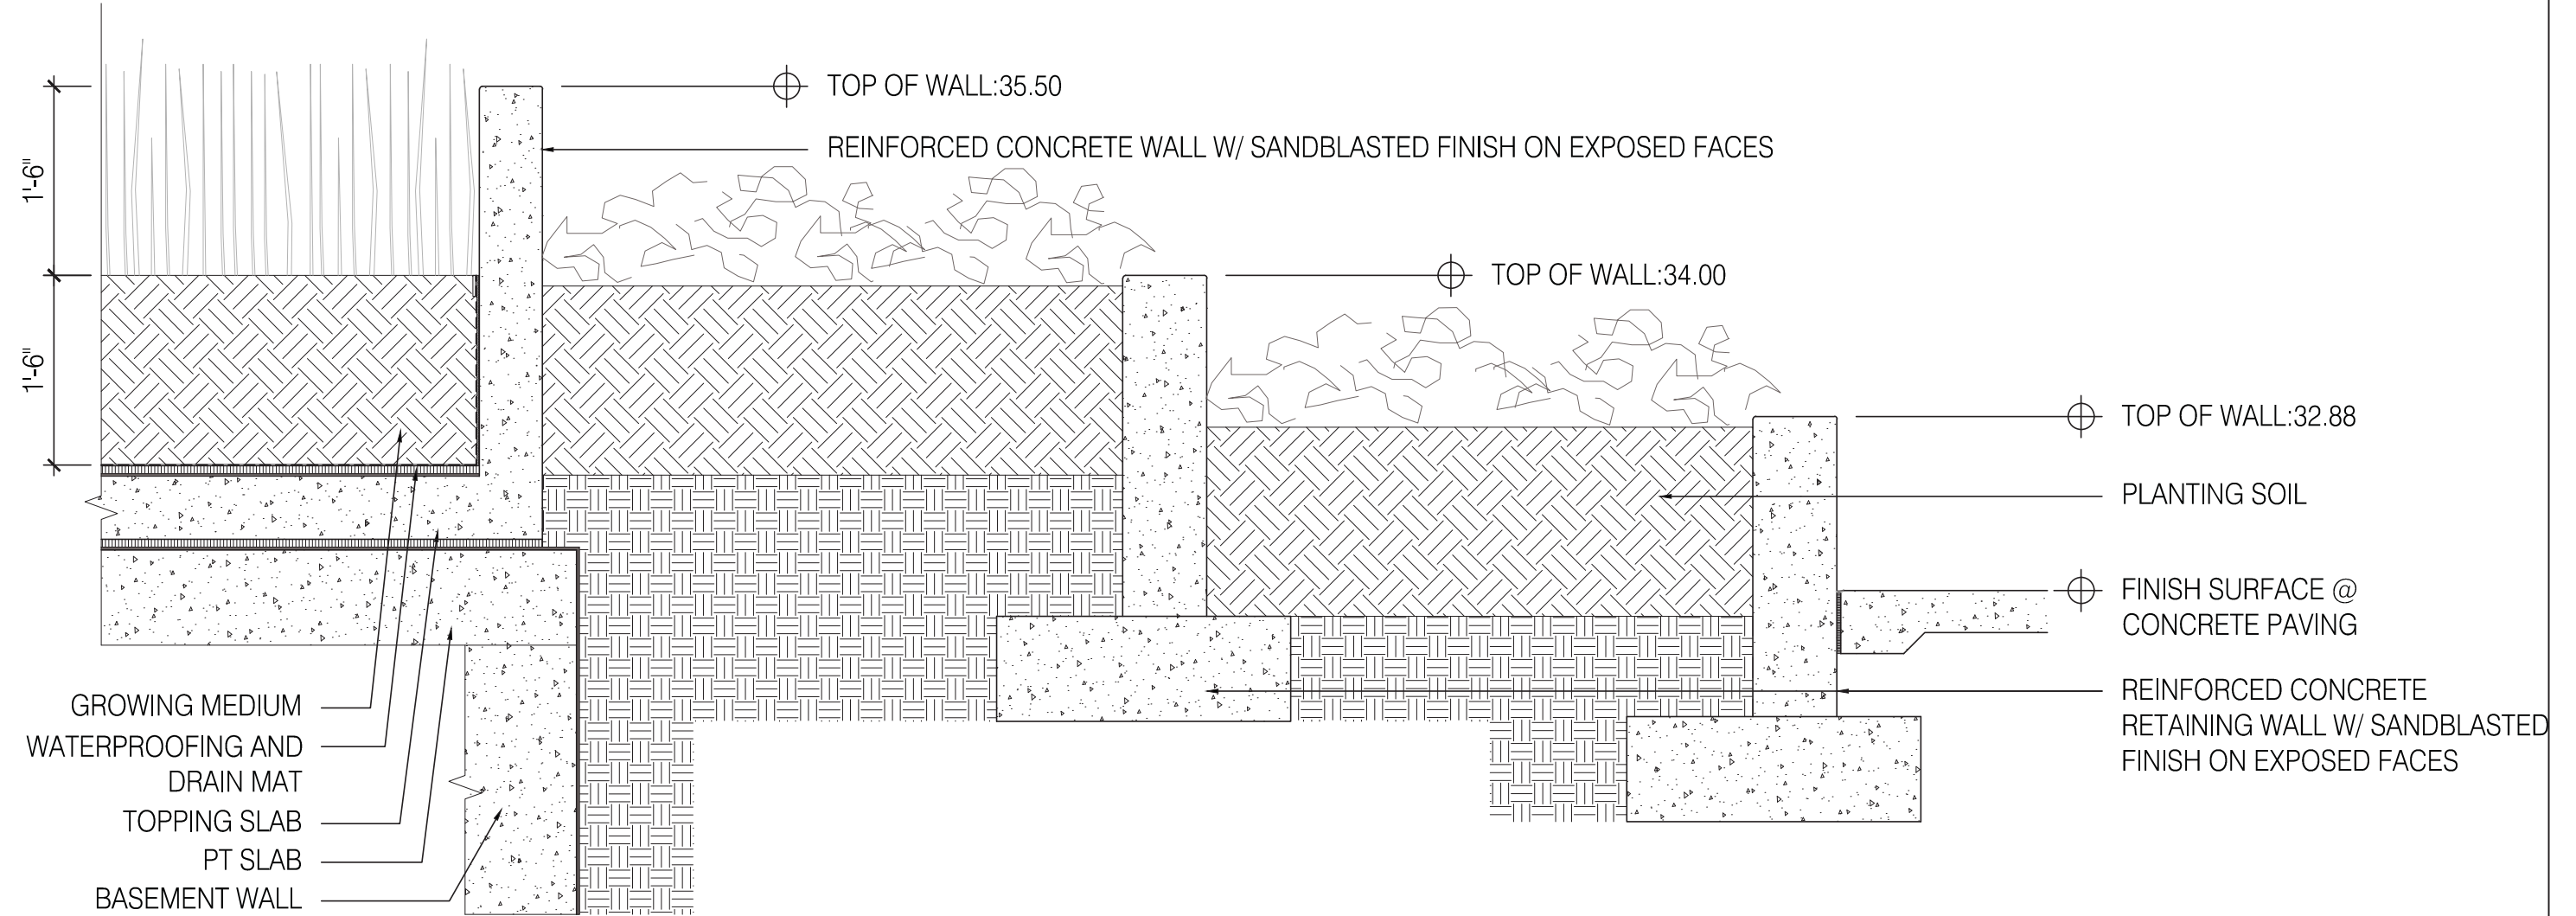 TOP OF WALL:35.50
REINFORCED CONCRETE WALL W/ SANDBLASTED FINISH ON EXPOSED FACES
1'-6"
TOP OF WALL:34.00
1'-6"
TOP OF WALL:32.88
PLANTING SOIL
FINISH SURFACE @
CONCRETE PAVING
REINFORCED CONCRETE
RETAINING WALL W/ SANDBLASTED
FINISH ON EXPOSED FACES
GROWING MEDIUM
WATERPROOFING AND
DRAIN MAT
TOPPING SLAB
PT SLAB
BASEMENT WALL